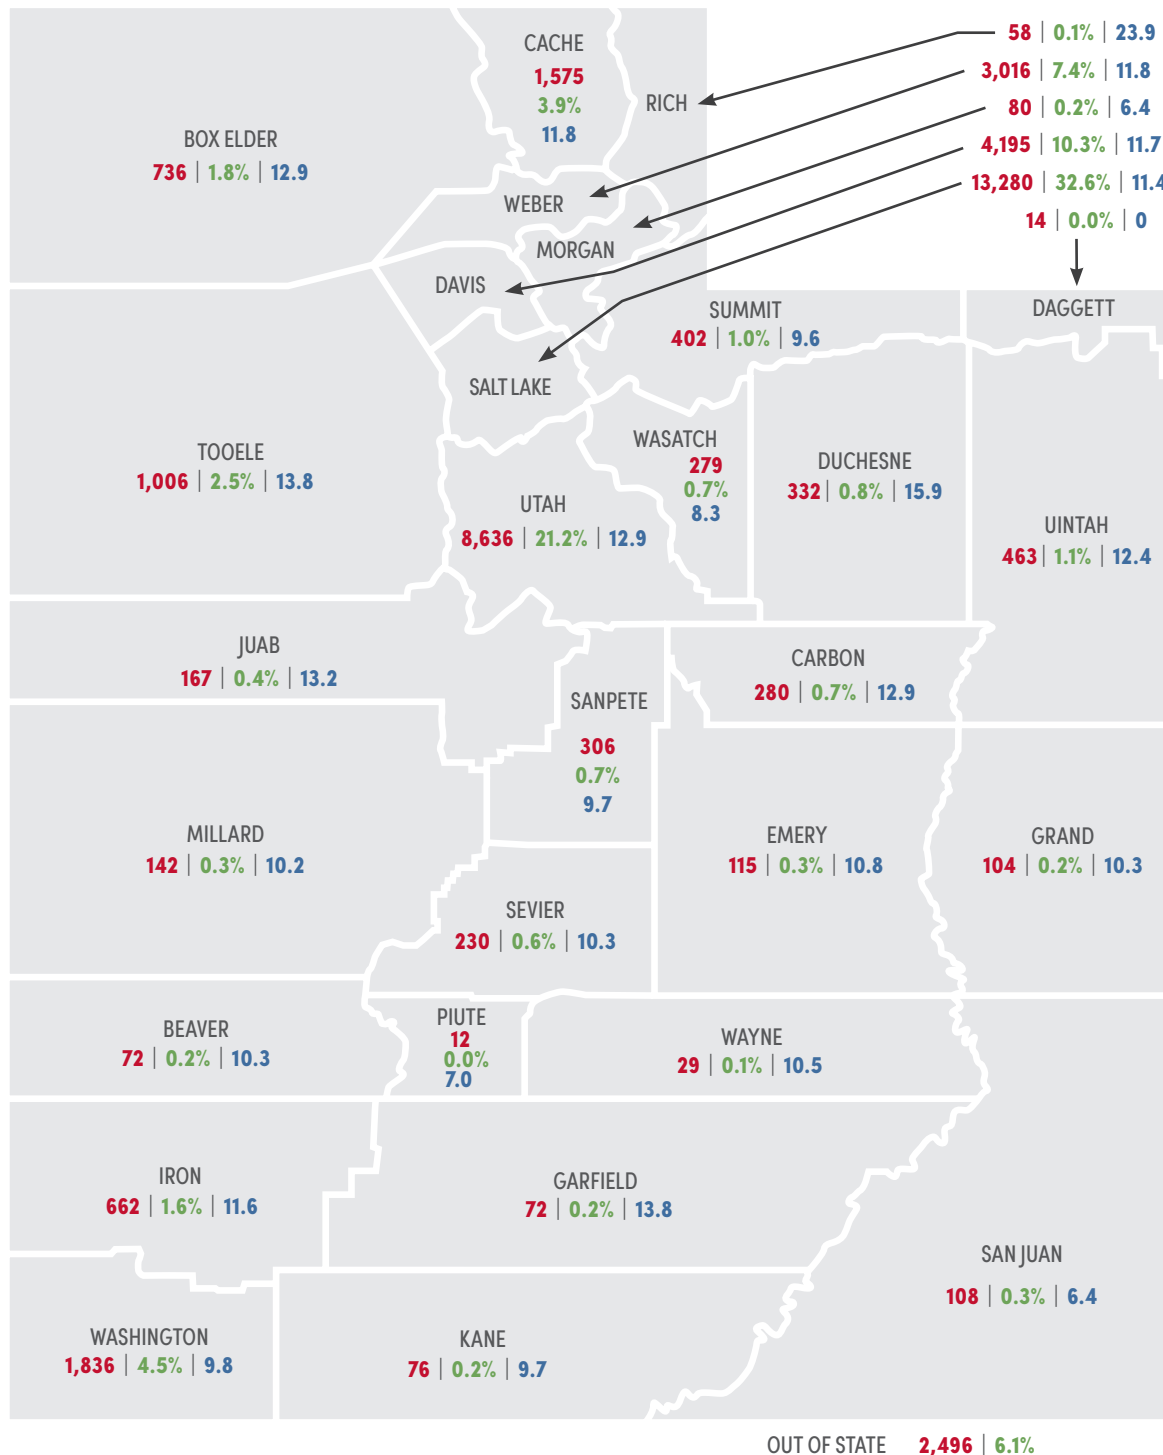 58 | 0.1% | 23.9
3,016 | 7.4% | 11.8
80 | 0.2% | 6.4
4,195 | 10.3% | 11.7
13,280 | 32.6% | 11.4
14 | 0.0% | 0
CACHE
1,575
3.9%
11.8
RICH
BOX ELDER
736 | 1.8% | 12.9
WEBER
MORGAN
DAVIS
SUMMIT
402 | 1.0% | 9.6
DAGGETT
SALT LAKE
TOOELE
1,006 | 2.5% | 13.8
WASATCH
279
0.7%
8.3
DUCHESNE
332 | 0.8% | 15.9
UTAH
8,636 | 21.2% | 12.9
UINTAH
463 | 1.1% | 12.4
JUAB
167 | 0.4% | 13.2
CARBON
280 | 0.7% | 12.9
SANPETE
306
0.7%
9.7
MILLARD
142 | 0.3% | 10.2
EMERY
115 | 0.3% | 10.8
GRAND
104 | 0.2% | 10.3
SEVIER
230 | 0.6% | 10.3
BEAVER
72 | 0.2% | 10.3
PIUTE
12
0.0%
7.0
WAYNE
29 | 0.1% | 10.5
IRON
662 | 1.6% | 11.6
GARFIELD
72 | 0.2% | 13.8
SAN JUAN
108 | 0.3% | 6.4
WASHINGTON
1,836 | 4.5% | 9.8
KANE
76 | 0.2% | 9.7
OUT OF STATE 2,496 | 6.1%